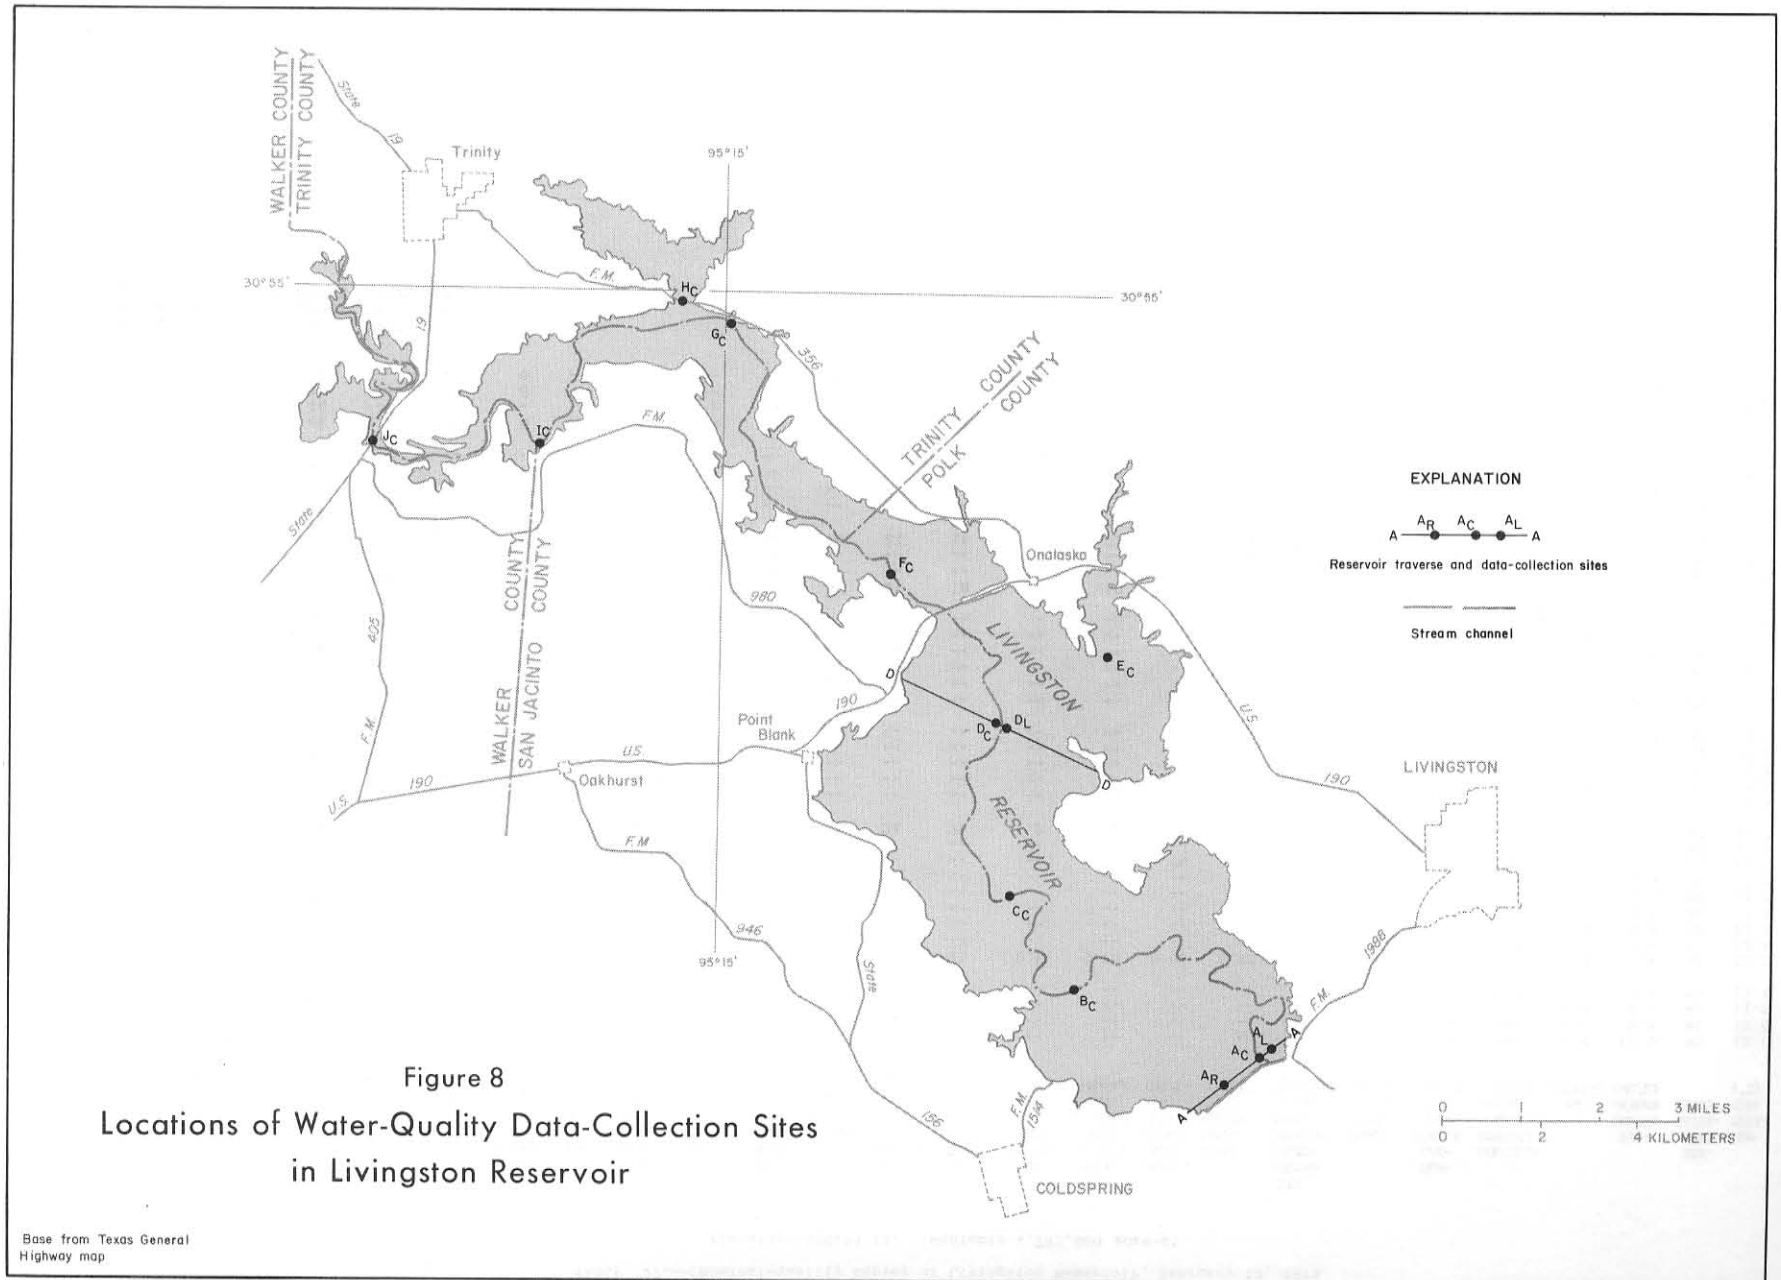 WALKER COUNTY
TRINITY COUNTY
State
19
Trinity
95°15'
30°55'
F. M.
HC
30°55'
19
GC
356
TRINITY COUNTY
POLK COUNTY
F. M.
JC
IC
State
EXPLANATION
A AR AC AL A
Reservoir traverse and data-collection sites
Stream channel
Onalaska
FC
WALKER COUNTY
SAN JACINTO COUNTY
405
980
LIVINGSTON
EC
D
190
U.S.
F. M.
Point
Blank
DC
DL
U.S.
190
LIVINGSTON
D
190
Oakhurst
U.S.
RESERVOIR
F. M.
CC
946
95°15'
State
1988
F. M.
BC
A
AL
AC
AR
A
Figure 8
Locations of Water-Quality Data-Collection Sites
in Livingston Reservoir
156
F. M.
1514
0 1 2 3 MILES
0 2 4 KILOMETERS
COLDSPRING
Base from Texas General
Highway map